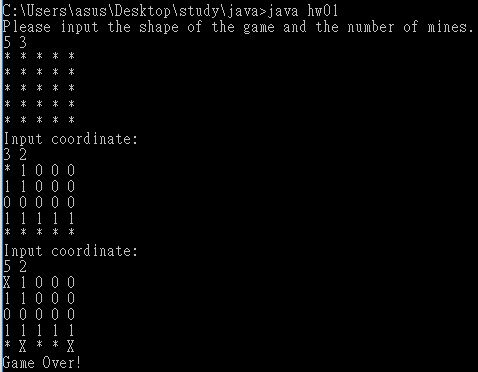 C:\Users\asus\Desktop\study\java>java hw01
Please input the shape of the game and the number of mines.
5 3
* * * * *
* * * * *
* * * * *
* * * * *
* * * * *
Input coordinate:
3 2
* 1 0 0 0
1 1 0 0 0
0 0 0 0 0
1 1 1 1 1
* * * * *
Input coordinate:
5 2
X 1 0 0 0
1 1 0 0 0
0 0 0 0 0
1 1 1 1 1
* X * * X
Game Over!